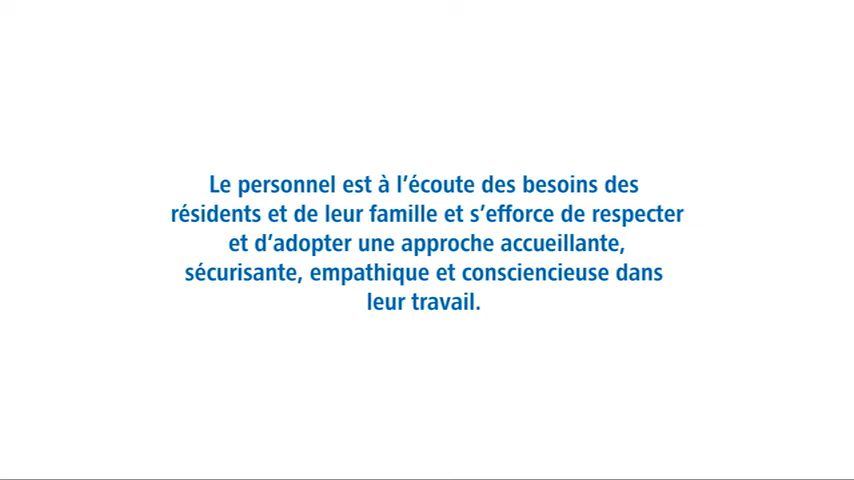 Le personnel est à l’écoute des besoins des
résidents et de leur famille et s’efforce de respecter
et d’adopter une approche accueillante,
sécurisante, empathique et consciencieuse dans
leur travail.